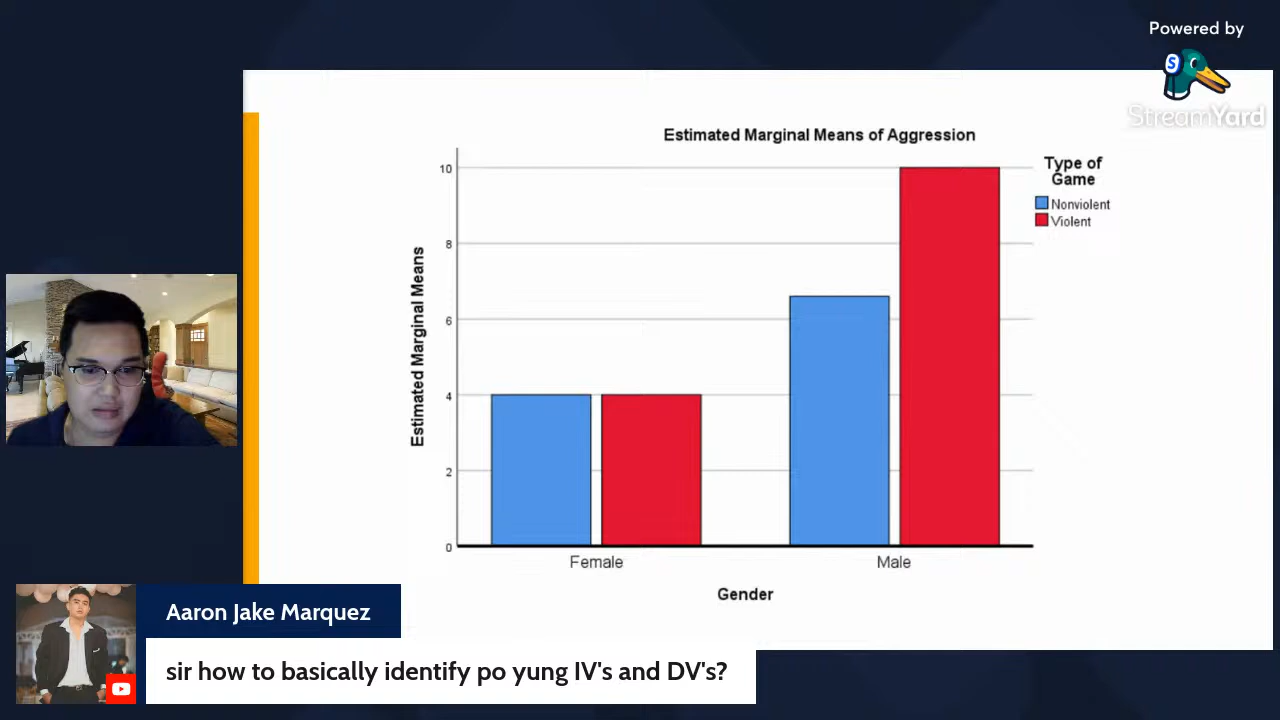 Powered by
StreamYard
Estimated Marginal Means of Aggression
Type of
Game
Nonviolent
Violent
Estimated Marginal Means
10
8
6
4
2
0
Female
Male
Gender
Aaron Jake Marquez
sir how to basically identify po yung IV's and DV's?